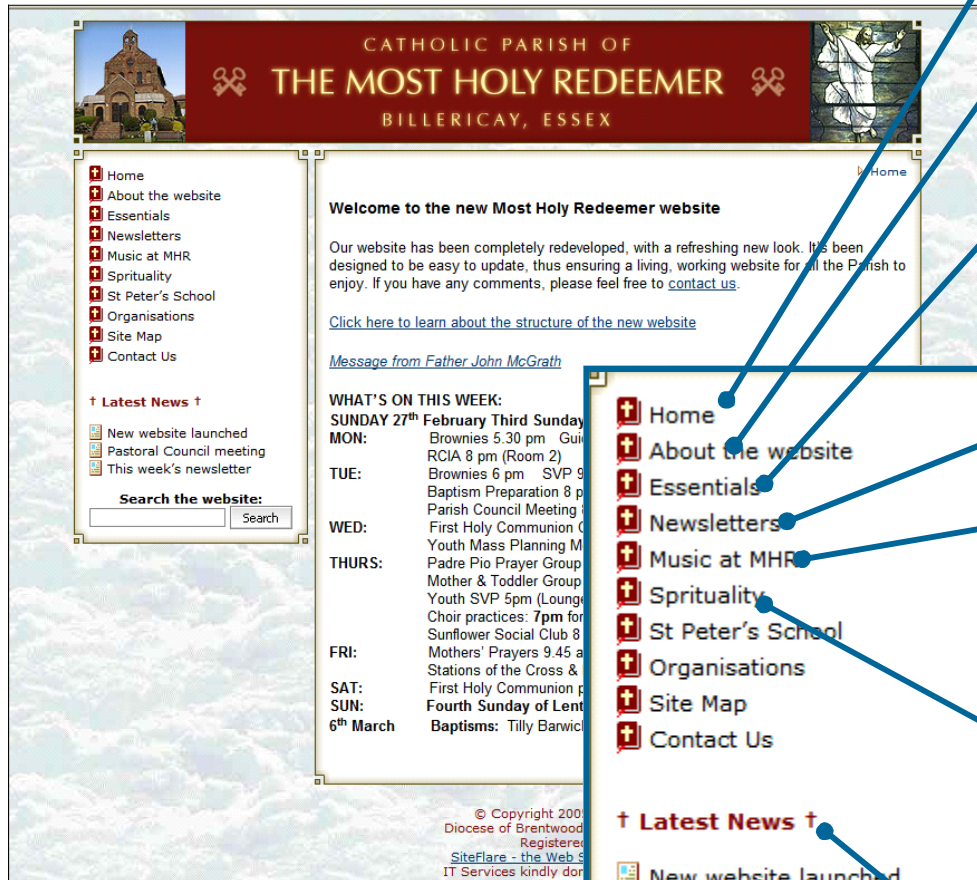 CATHOLIC PARISH OF
THE MOST HOLY REDEEMER
BILLERICAY, ESSEX
Home
About the website
Essentials
Newsletters
Music at MHR
Sprituality
St Peter's School
Organisations
Site Map
Contact Us
† Latest News †
New website launched
Pastoral Council meeting
This week's newsletter
Search the website:
Search
Home
Welcome to the new Most Holy Redeemer website
Our website has been completely redeveloped, with a refreshing new look. It's been
designed to be easy to update, thus ensuring a living, working website for all the Parish to
enjoy. If you have any comments, please feel free to contact us.
Click here to learn about the structure of the new website
Message from Father John McGrath
WHAT'S ON THIS WEEK:
SUNDAY 27th February Third Sunday
MON: Brownies 5.30 pm
RCIA 8 pm (Room 2)
TUE: Brownies 6 pm SVP 9
Baptism Preparation 8 p
Parish Council Meeting
WED: First Holy Communion
Youth Mass Planning
THURS: Padre Pio Prayer Group
Mother & Toddler Group
Youth SVP 5pm (Lounge
Choir practices: 7pm for
Sunflower Social Club 8
FRI: Mothers' Prayers 9.45 a
Stations of the Cross &
SAT: First Holy Communion p
SUN: Fourth Sunday of Lent
6th March Baptisms: Tilly Barwick
© Copyright 200
Diocese of Brentwood
Registered
SiteFlare - the Web S
IT Services kindly don
Home
About the website
Essentials
Newsletters
Music at MHR
Sprituality
St Peter's School
Organisations
Site Map
Contact Us
† Latest News †
New website launched